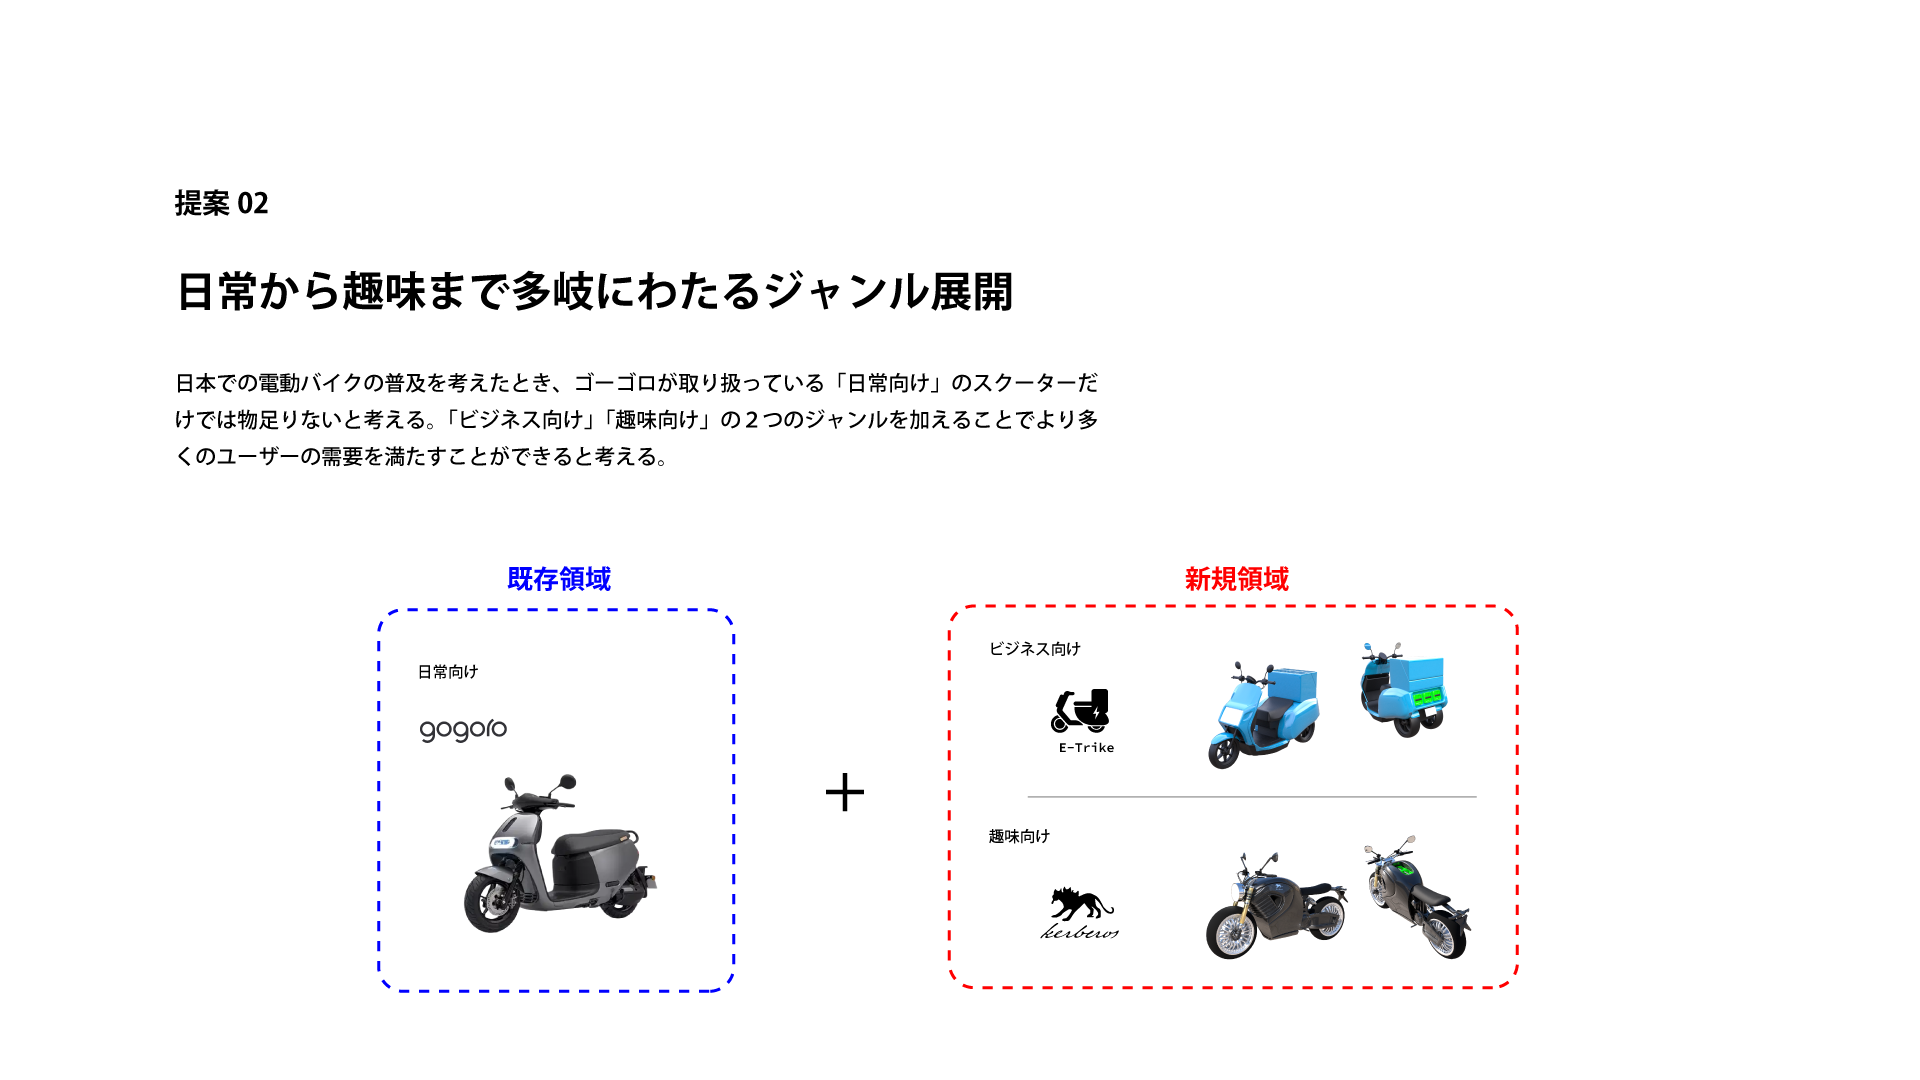 提案 02
日常から趣味まで多岐にわたるジャンル展開
日本での電動バイクの普及を考えたとき、ゴーゴロが取り扱っている「日常向け」のスクーターだ
けでは物足りないと考える。「ビジネス向け」「趣味向け」の２つのジャンルを加えることでより多
くのユーザーの需要を満たすことができると考える。
既存領域
日常向け
gogoro
＋
新規領域
ビジネス向け
E-Trike
趣味向け
kerberos